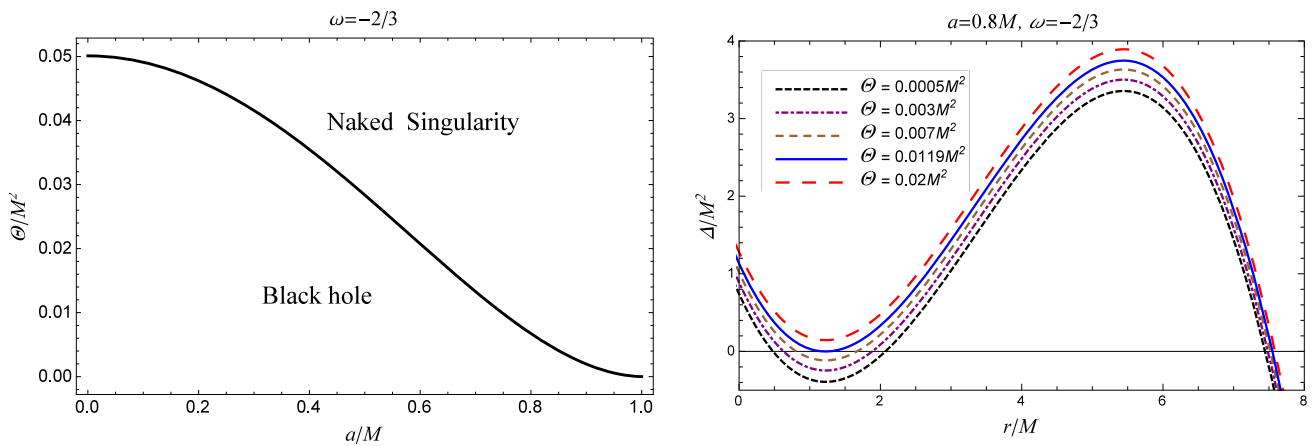 ω=-2/3
Θ/M²
0.05
0.04
0.03
0.02
0.01
0.00
Naked Singularity
Black hole
0.0 0.2 0.4 0.6 0.8 1.0
a/M
a=0.8M, ω=-2/3
Δ/M²
4
3
2
1
0
Θ = 0.0005M²
Θ = 0.003M²
Θ = 0.007M²
Θ = 0.0119M²
Θ = 0.02M²
0 2 4 6 8
r/M